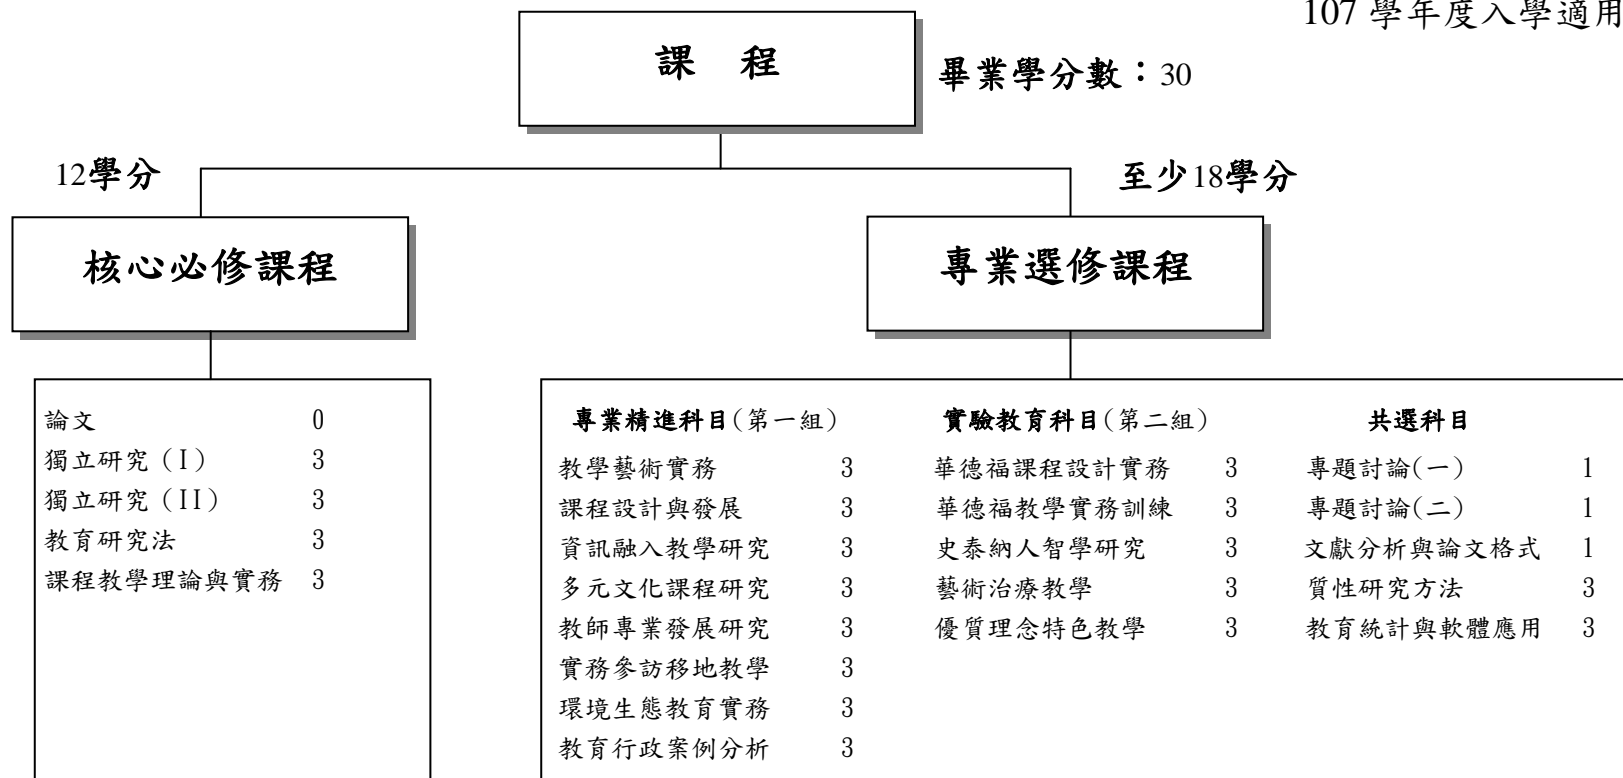 107 學年度入學適用
課 程
畢業學分數：30
12學分
至少18學分
核心必修課程
專業選修課程
論文 0
獨立研究（I） 3
獨立研究（II） 3
教育研究法 3
課程教學理論與實務 3
專業精進科目(第一組)
教學藝術實務 3
課程設計與發展 3
資訊融入教學研究 3
多元文化課程研究 3
教師專業發展研究 3
實務參訪移地教學 3
環境生態教育實務 3
教育行政案例分析 3
實驗教育科目(第二組)
華德福課程設計實務 3
華德福教學實務訓練 3
史泰納人智學研究 3
藝術治療教學 3
優質理念特色教學 3
共選科目
專題討論(一) 1
專題討論(二) 1
文獻分析與論文格式 1
質性研究方法 3
教育統計與軟體應用 3